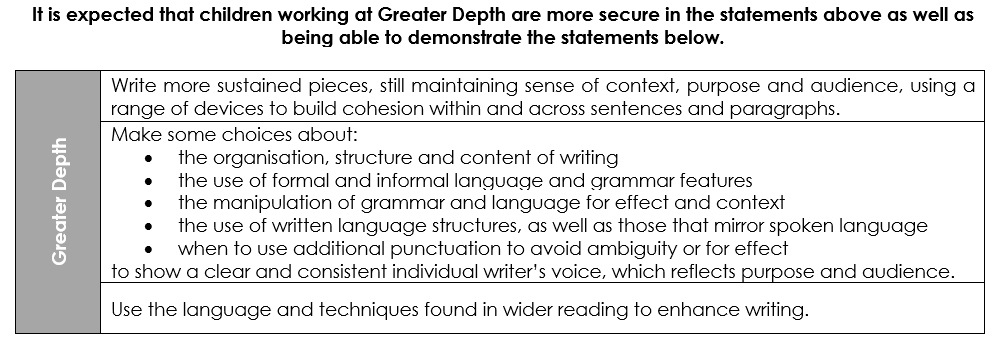 It is expected that children working at Greater Depth are more secure in the statements above as well as
being able to demonstrate the statements below.
Greater Depth
Write more sustained pieces, still maintaining sense of context, purpose and audience, using a
range of devices to build cohesion within and across sentences and paragraphs.
Make some choices about:
• the organisation, structure and content of writing
• the use of formal and informal language and grammar features
• the manipulation of grammar and language for effect and context
• the use of written language structures, as well as those that mirror spoken language
• when to use additional punctuation to avoid ambiguity or for effect
to show a clear and consistent individual writer's voice, which reflects purpose and audience.
Use the language and techniques found in wider reading to enhance writing.